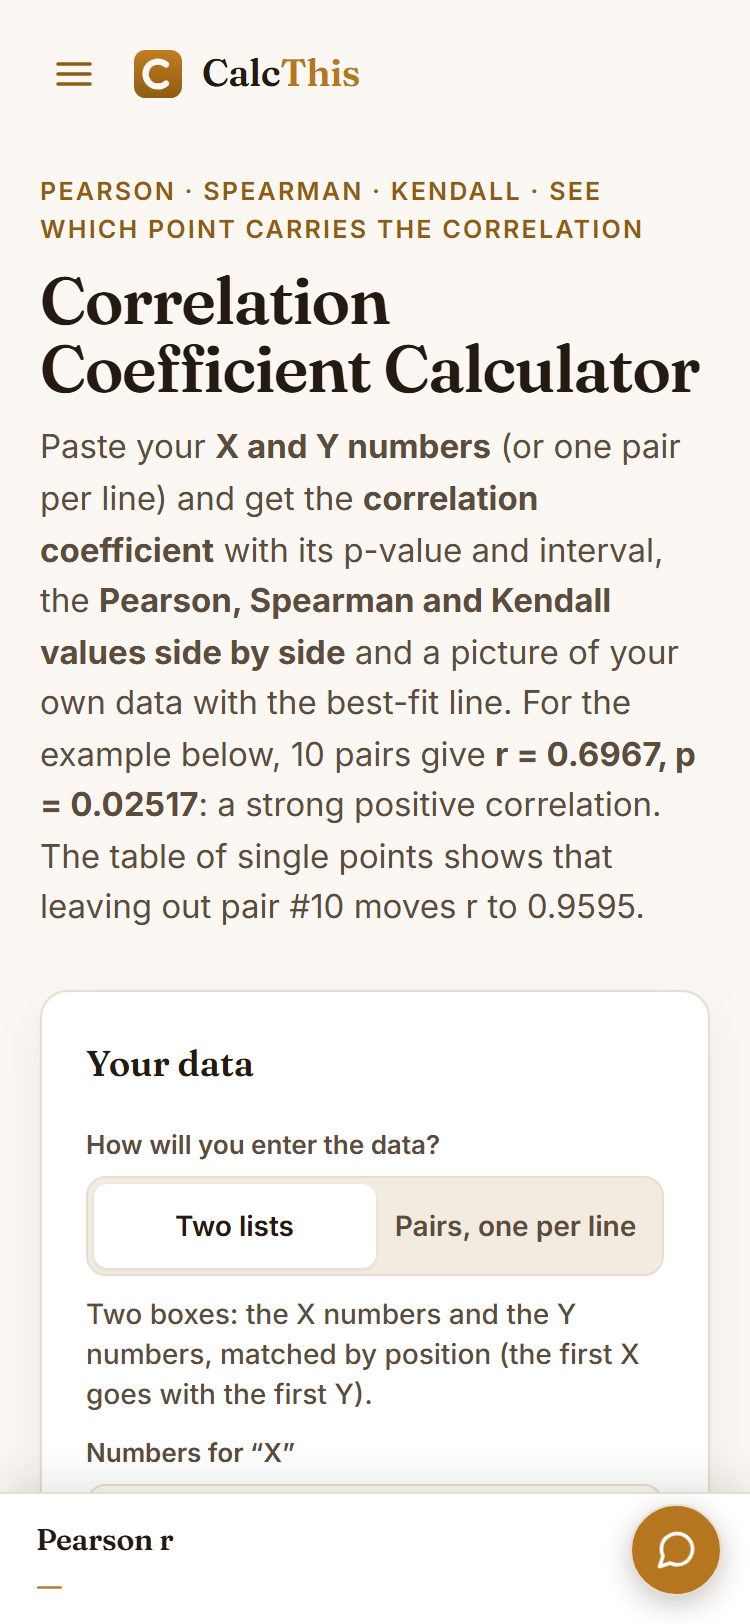 CalcThis
PEARSON · SPEARMAN · KENDALL · SEE
WHICH POINT CARRIES THE CORRELATION
Correlation
Coefficient Calculator
Paste your X and Y numbers (or one pair
per line) and get the correlation
coefficient with its p-value and interval,
the Pearson, Spearman and Kendall
values side by side and a picture of your
own data with the best-fit line. For the
example below, 10 pairs give r = 0.6967, p
= 0.02517: a strong positive correlation.
The table of single points shows that
leaving out pair #10 moves r to 0.9595.
Your data
How will you enter the data?
Two lists Pairs, one per line
Two boxes: the X numbers and the Y
numbers, matched by position (the first X
goes with the first Y).
Numbers for “X”
Pearson r
—